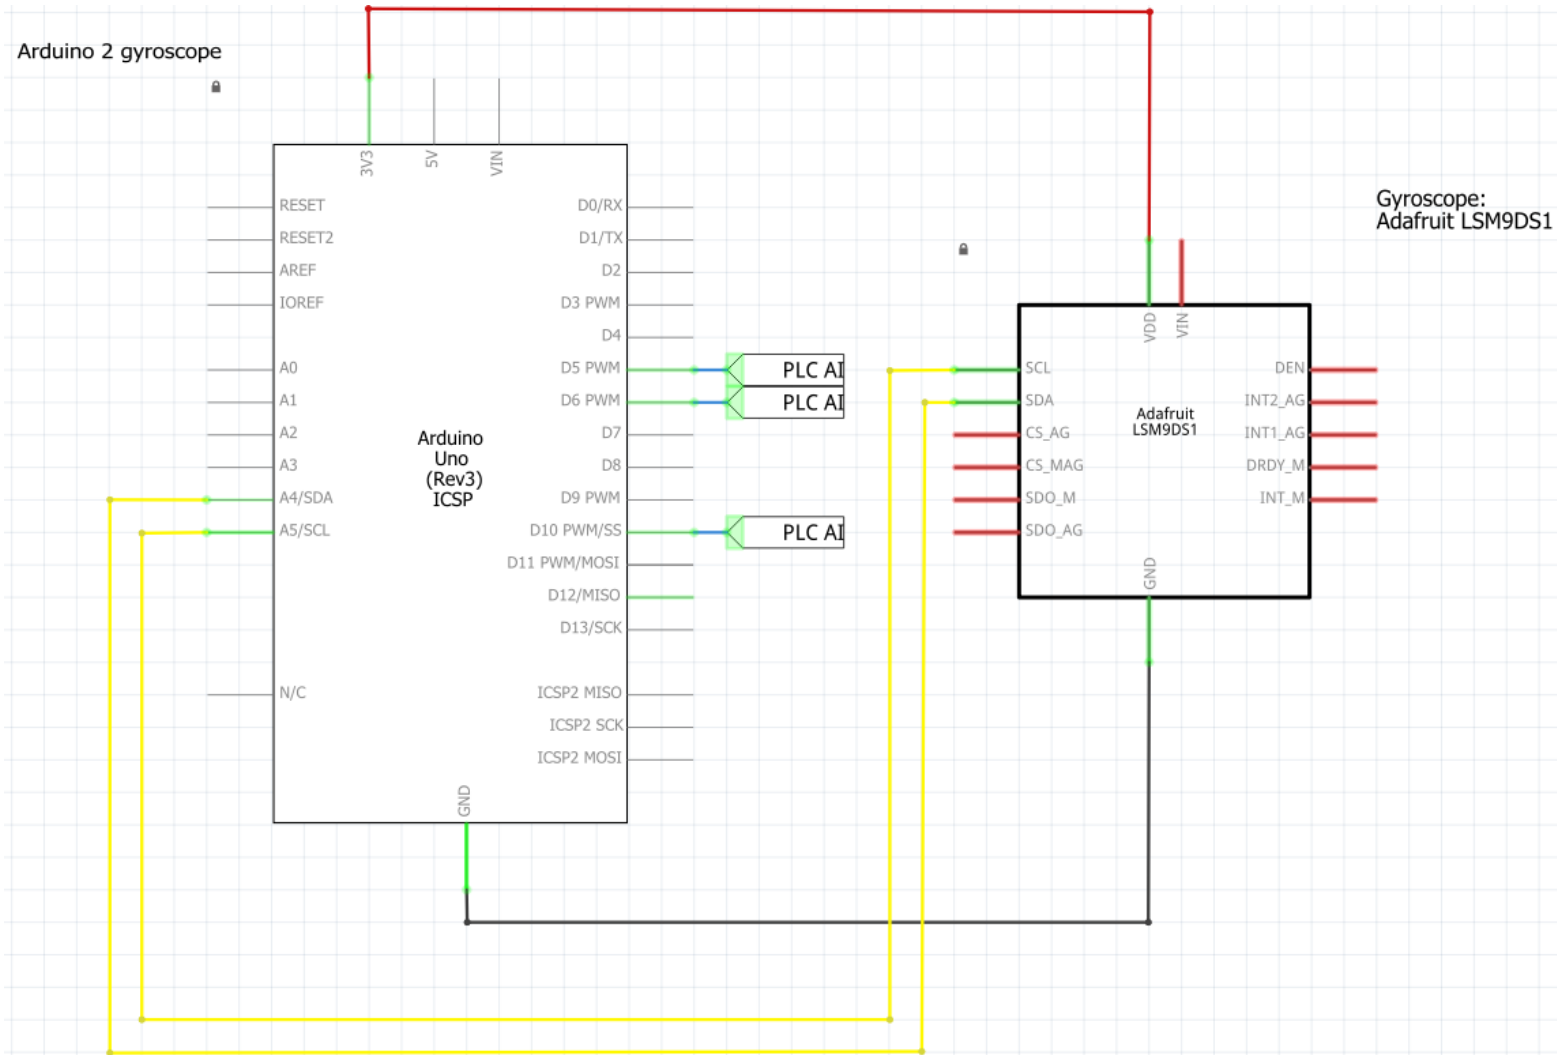 Arduino 2 gyroscope
3V3
5V
VIN
RESET
RESET2
AREF
IOREF
A0
A1
A2
A3
A4/SDA
A5/SCL
N/C
Arduino
Uno
(Rev3)
ICSP
D0/RX
D1/TX
D2
D3 PWM
D4
D5 PWM
D6 PWM
D7
D8
D9 PWM
D10 PWM/SS
D11 PWM/MOSI
D12/MISO
D13/SCK
ICSP2 MISO
ICSP2 SCK
ICSP2 MOSI
GND
PLC AI
PLC AI
PLC AI
Gyroscope:
Adafruit LSM9DS1
VDD
VIN
SCL
SDA
CS_AG
CS_MAG
SDO_M
SDO_AG
Adafruit
LSM9DS1
DEN
INT2_AG
INT1_AG
DRDY_M
INT_M
GND